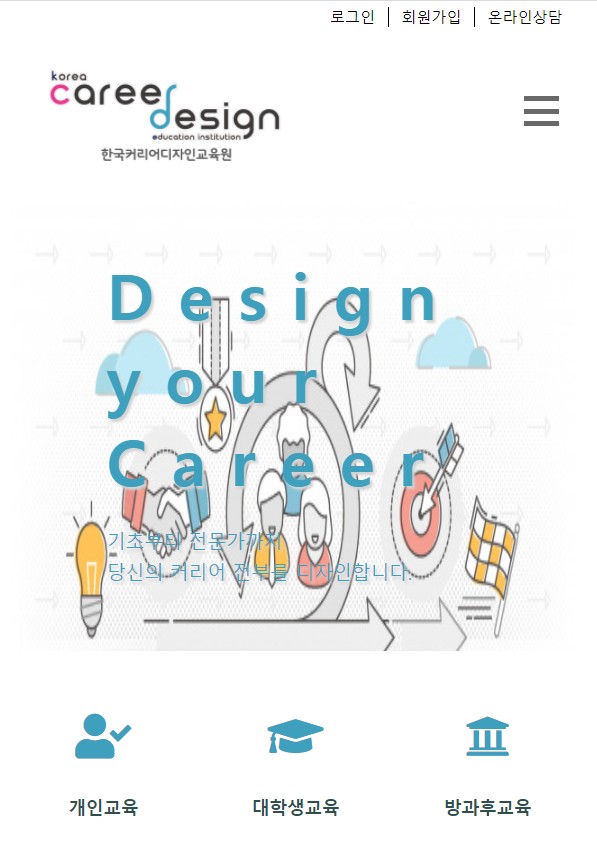 로그인 | 회원가입 | 온라인상담
korea
career
design
education institution
한국커리어디자인교육원
Design
your
Career
기초부터 전문가까지
당신의 커리어 전부를 디자인합니다.
개인교육 대학생교육 방과후교육